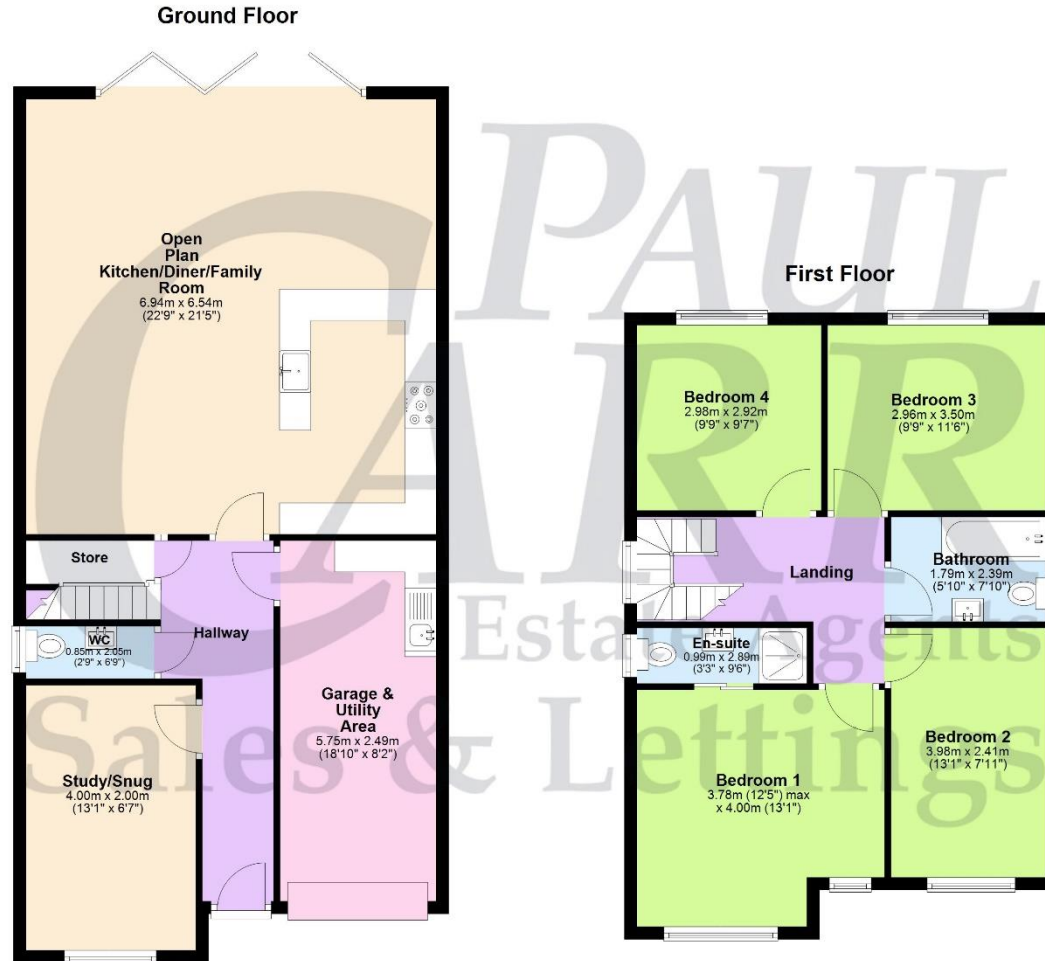 Ground Floor
Open
Plan
Kitchen/Diner/Family
Room
6.94m x 6.54m
(22'9" x 21'5")
Store
WC
0.85m x 2.05m
(2'9" x 6'9")
Hallway
Garage &
Utility
Area
5.75m x 2.49m
(18'10" x 8'2")
Study/Snug
4.00m x 2.00m
(13'1" x 6'7")
First Floor
Bedroom 4
2.98m x 2.92m
(9'9" x 9'7")
Bedroom 3
2.96m x 3.50m
(9'9" x 11'6")
Landing
Bathroom
1.79m x 2.39m
(5'10" x 7'10")
En-suite
0.99m x 2.89m
(3'3" x 9'6")
Bedroom 1
3.78m (12'5") max
x 4.00m (13'1")
Bedroom 2
3.98m x 2.41m
(13'1" x 7'11")
PAUL
CARR
Estate Agents
Sales & Lettings